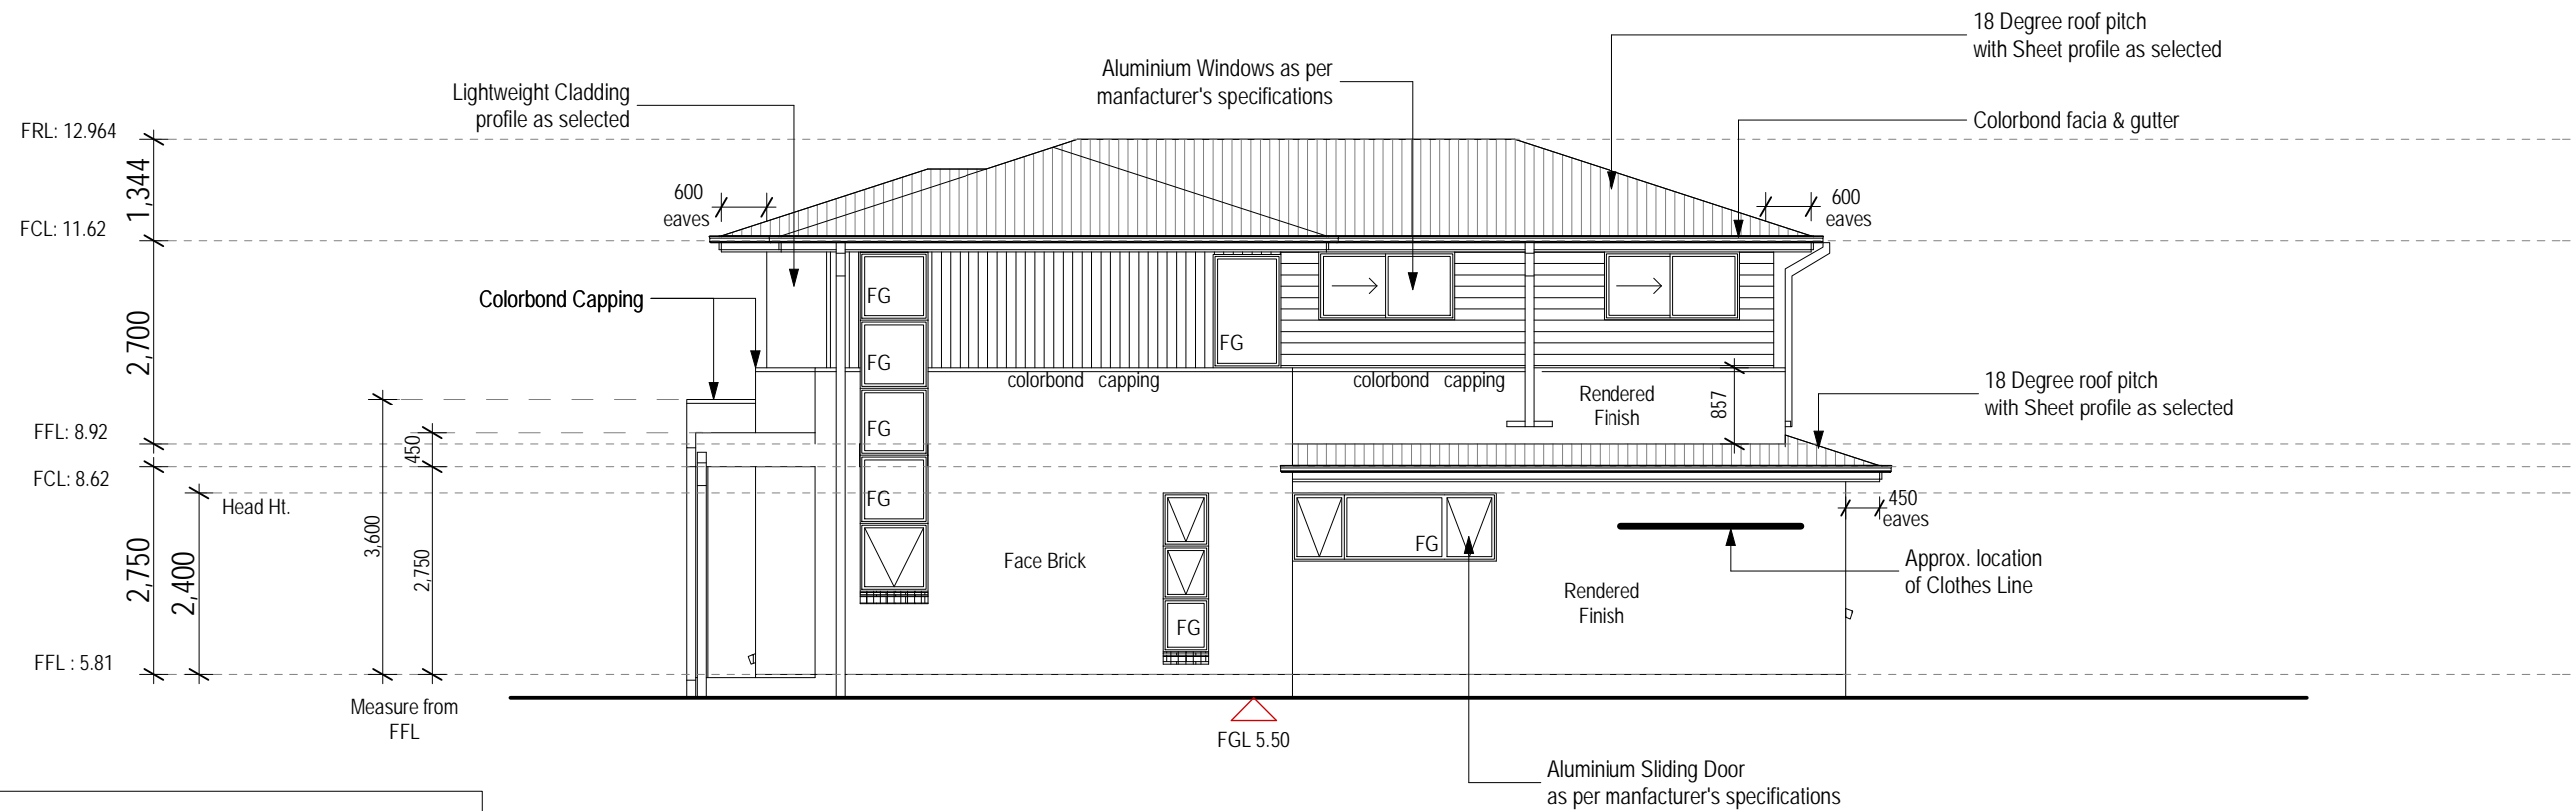 18 Degree roof pitch
with Sheet profile as selected
Aluminium Windows as per
manfacturer's specifications
Lightweight Cladding
profile as selected
FRL: 12.964
Colorbond facia & gutter
1,344
600
eaves
600
eaves
FCL: 11.62
2,700
Colorbond Capping
FG
FG
FG
colorbond capping
colorbond capping
Rendered
Finish
857
18 Degree roof pitch
with Sheet profile as selected
FFL: 8.92
450
FG
FCL: 8.62
Head Ht.
FG
450
eaves
2,750
2,400
3,600
2,750
Face Brick
FG
Approx. location
of Clothes Line
Rendered
Finish
FG
FFL : 5.81
Measure from
FFL
FGL 5.50
Aluminium Sliding Door
as per manfacturer's specifications